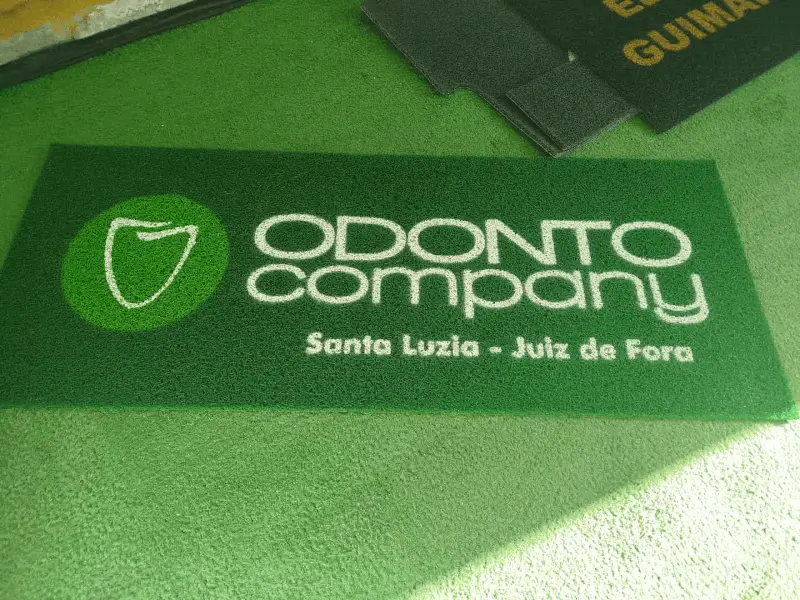 GUIMA
ODONTO
company
Santa Luzia - Juiz de Fora